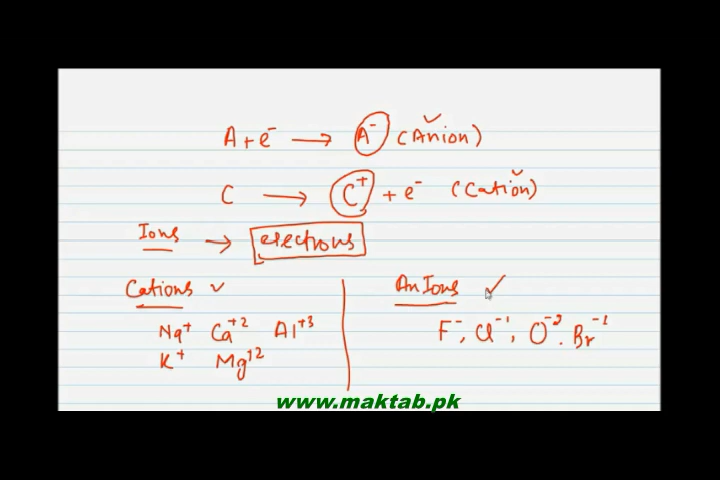 A + e⁻ → A⁻ (Anion)
C → C⁺ + e⁻ (Cation)
Ions → electrons
Cations
Na⁺ Ca⁺² Al⁺³
K⁺ Mg⁺²
AnIons
F⁻, Cl⁻¹, O⁻², Br⁻¹
www.maktab.pk